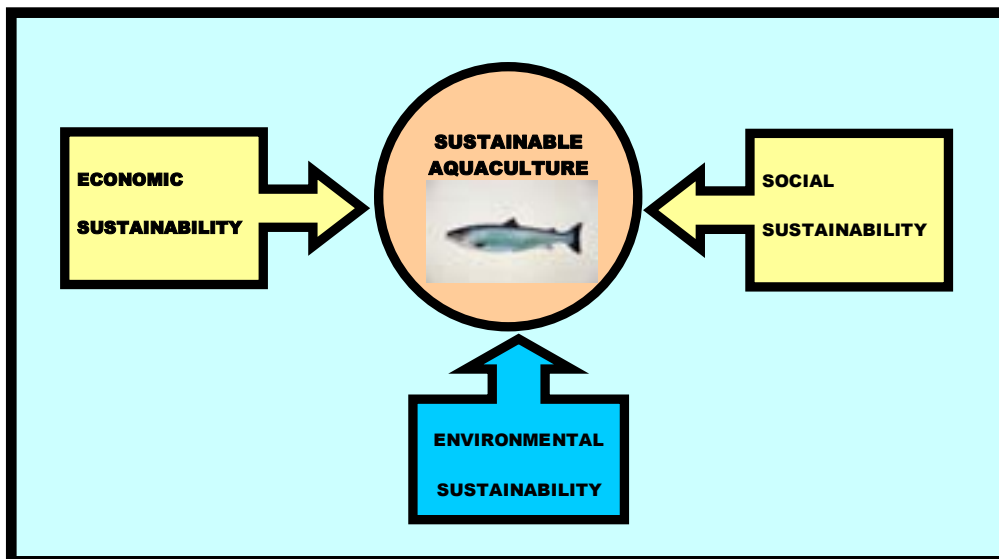 SUSTAINABLE
AQUACULTURE
ECONOMIC
SUSTAINABILITY
SOCIAL
SUSTAINABILITY
ENVIRONMENTAL
SUSTAINABILITY